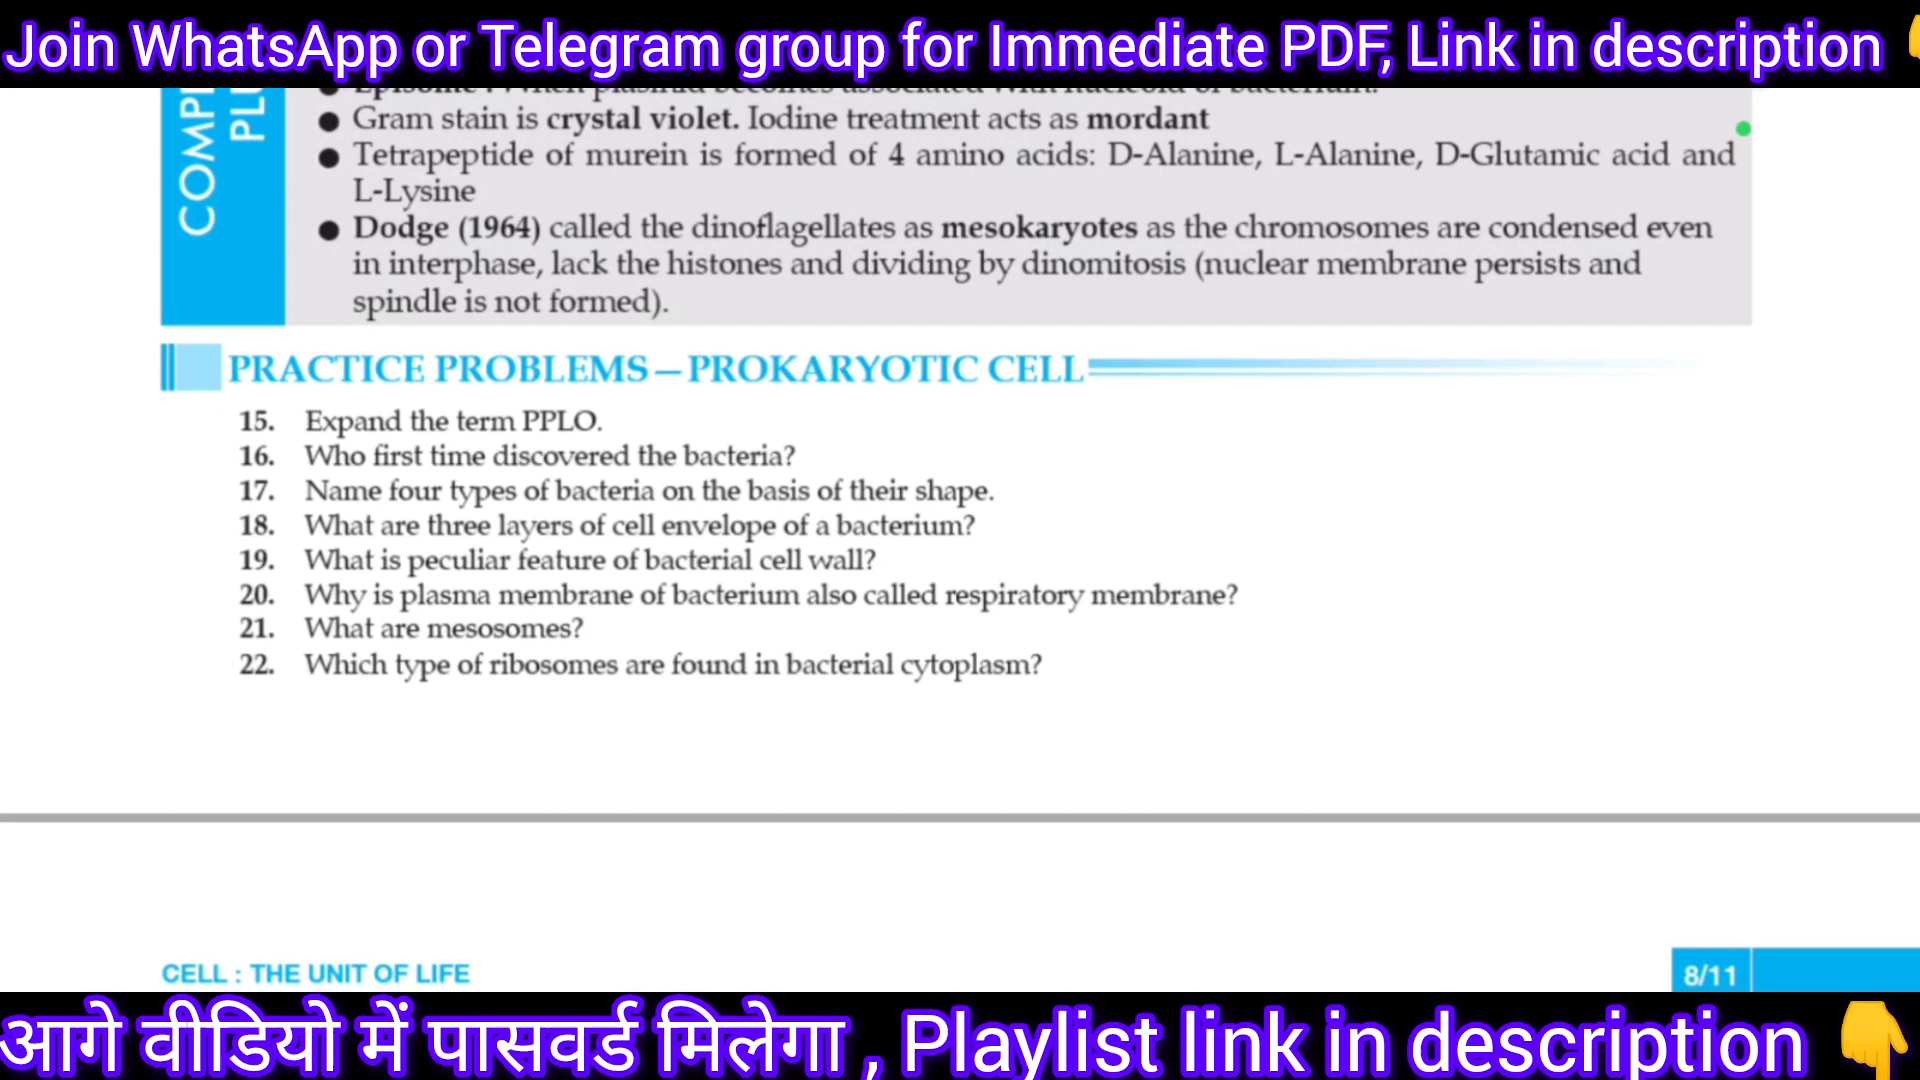 Join WhatsApp or Telegram group for Immediate PDF, Link in description
● Gram stain is crystal violet. Iodine treatment acts as mordant
● Tetrapeptide of murein is formed of 4 amino acids: D-Alanine, L-Alanine, D-Glutamic acid and
L-Lysine
● Dodge (1964) called the dinoflagellates as mesokaryotes as the chromosomes are condensed even
in interphase, lack the histones and dividing by dinomitosis (nuclear membrane persists and
spindle is not formed).
PRACTICE PROBLEMS – PROKARYOTIC CELL
15. Expand the term PPLO.
16. Who first time discovered the bacteria?
17. Name four types of bacteria on the basis of their shape.
18. What are three layers of cell envelope of a bacterium?
19. What is peculiar feature of bacterial cell wall?
20. Why is plasma membrane of bacterium also called respiratory membrane?
21. What are mesosomes?
22. Which type of ribosomes are found in bacterial cytoplasm?
CELL : THE UNIT OF LIFE
8/11
आगे वीडियो में पासवर्ड मिलेगा , Playlist link in description